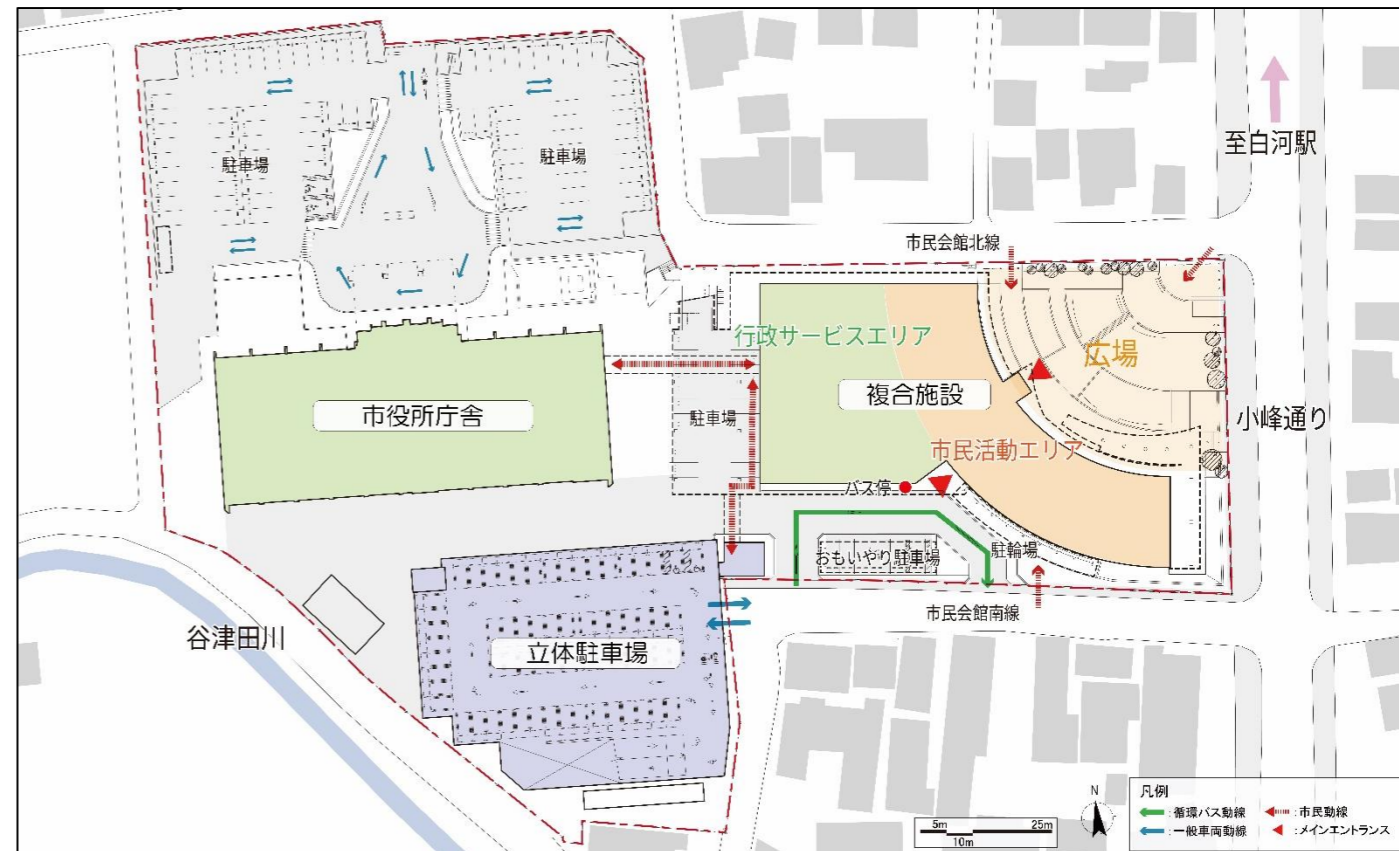 至白河駅
駐車場
駐車場
市民会館北線
行政サービスエリア
広場
複合施設
市役所庁舎
駐車場
小峰通り
市民活動エリア
バス停
おもいやり駐車場
駐輪場
市民会館南線
谷津田川
立体駐車場
N
5m
25m
10m
凡例
:循環バス動線
:市民動線
:一般車両動線
:メインエントランス